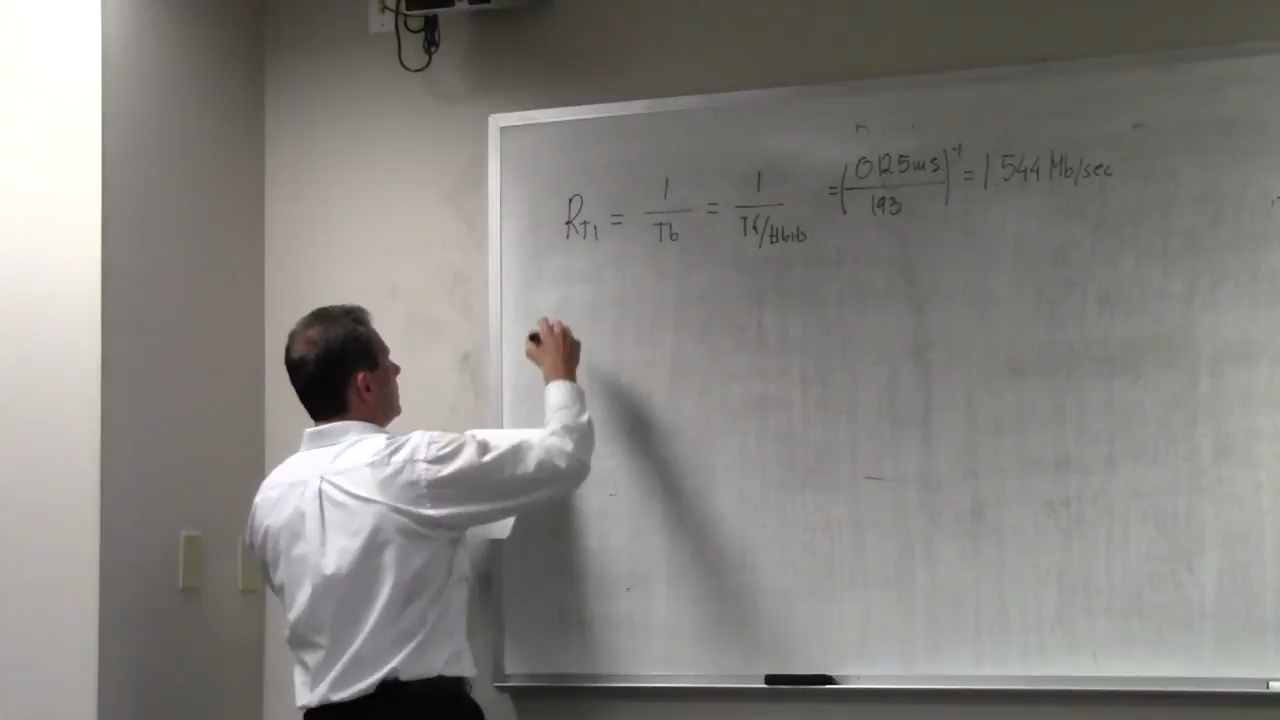 R_T1 = 1/Tb = 1/(Tf/#bib) = (0.125ms/193)^-1 = 1.544 Mb/sec